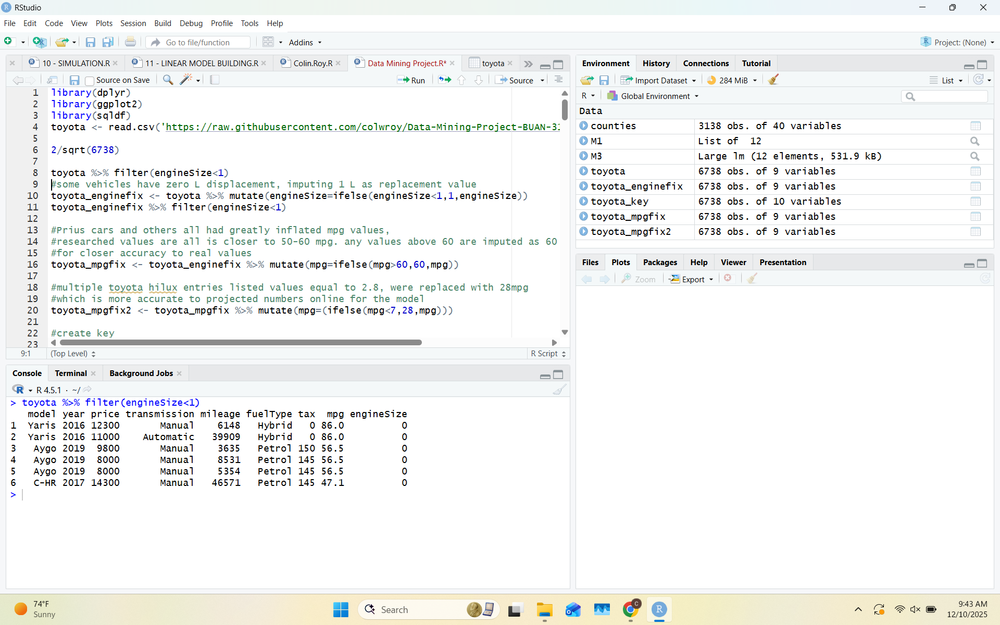 RStudio
File Edit Code View Plots Session Build Debug Profile Tools Help
Go to file/function Addins Project: (None)
10 - SIMULATION.R 11 - LINEAR MODEL BUILDING.R Colin.Roy.R Data Mining Project.R* toyota
Source on Save Run Source
1 library(dplyr)
2 library(ggplot2)
3 library(sqldf)
4 toyota <- read.csv('https://raw.githubusercontent.com/colwroy/Data-Mining-Project-BUAN-31
5
6 2/sqrt(6738)
7
8 toyota %>% filter(engineSize<1)
9 #some vehicles have zero L displacement, imputing 1 L as replacement value
10 toyota_enginefix <- toyota %>% mutate(engineSize=ifelse(engineSize<1,1,engineSize))
11 toyota_enginefix %>% filter(engineSize<1)
12
13 #Prius cars and others all had greatly inflated mpg values,
14 #researched values are all is closer to 50-60 mpg. any values above 60 are imputed as 60
15 #for closer accuracy to real values
16 toyota_mpgfix <- toyota_enginefix %>% mutate(mpg=ifelse(mpg>60,60,mpg))
17
18 #multiple toyota hilux entries listed values equal to 2.8, were replaced with 28mpg
19 #which is more accurate to projected numbers online for the model
20 toyota_mpgfix2 <- toyota_mpgfix %>% mutate(mpg=(ifelse(mpg<7,28,mpg)))
21
22 #create key
23
9:1 (Top Level) R Script
Console Terminal Background Jobs
R 4.5.1 · ~/
> toyota %>% filter(engineSize<1)
model year price transmission mileage fuelType tax mpg engineSize
1 Yaris 2016 12300 Manual 6148 Hybrid 0 86.0 0
2 Yaris 2016 11000 Automatic 39909 Hybrid 0 86.0 0
3 Aygo 2019 9800 Manual 3635 Petrol 150 56.5 0
4 Aygo 2019 8000 Manual 8531 Petrol 145 56.5 0
5 Aygo 2019 8000 Manual 5354 Petrol 145 56.5 0
6 C-HR 2017 14300 Manual 46571 Petrol 145 47.1 0
>
Environment History Connections Tutorial
Import Dataset 284 MiB List
R Global Environment
Data
counties 3138 obs. of 40 variables
M1 List of 12
M3 Large lm (12 elements, 531.9 kB)
toyota 6738 obs. of 9 variables
toyota_enginefix 6738 obs. of 9 variables
toyota_key 6738 obs. of 10 variables
toyota_mpgfix 6738 obs. of 9 variables
toyota_mpgfix2 6738 obs. of 9 variables
Files Plots Packages Help Viewer Presentation
Zoom Export
74°F
Sunny
Search
C
9:43 AM
12/10/2025